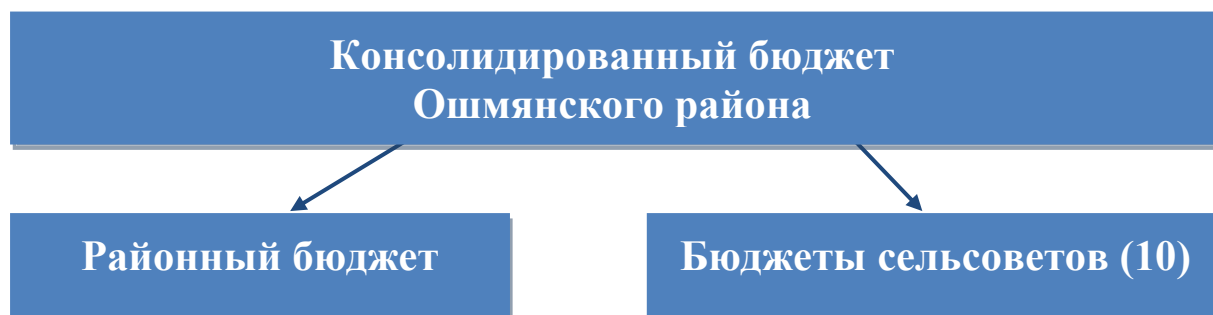 Консолидированный бюджет
Ошмянского района
Районный бюджет
Бюджеты сельсоветов (10)